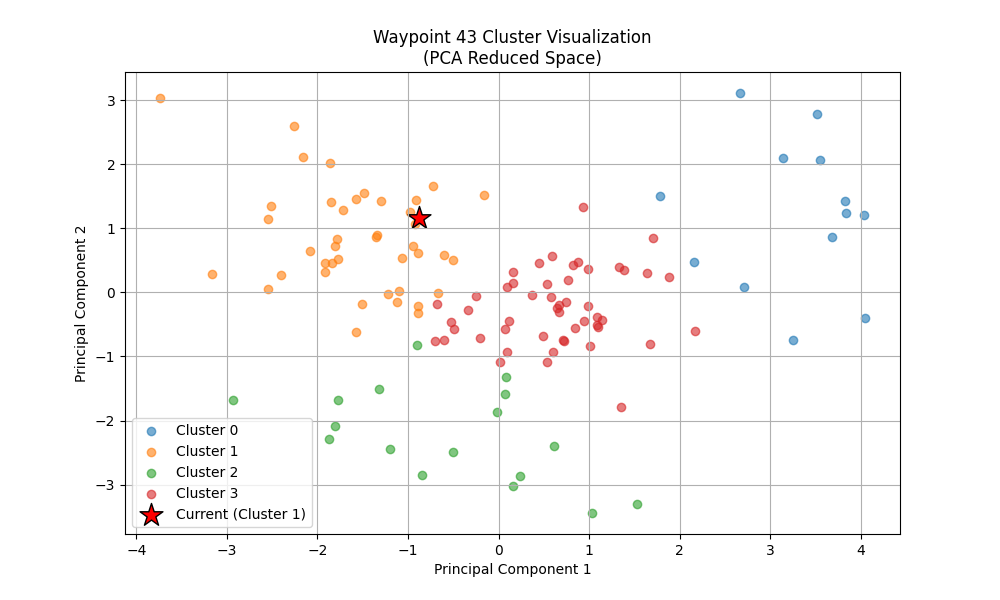 Waypoint 43 Cluster Visualization
(PCA Reduced Space)
Principal Component 2
3
2
1
0
−1
−2
−3
Cluster 0
Cluster 1
Cluster 2
Cluster 3
Current (Cluster 1)
−4 −3 −2 −1 0 1 2 3 4
Principal Component 1